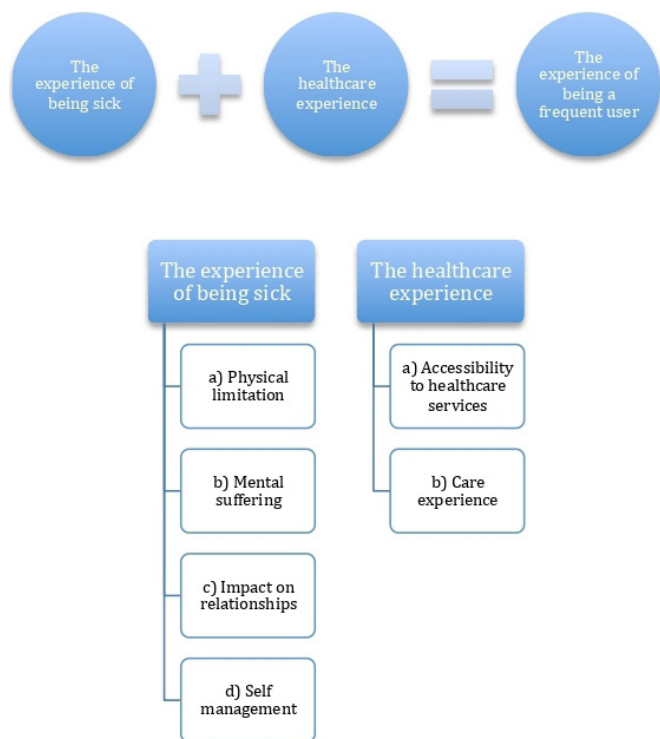 The
experience of
being sick
The
healthcare
experience
The
experience of
being a
frequent user
The experience
of being sick
a) Physical
limitation
b) Mental
suffering
c) Impact on
relationships
d) Self
management
The healthcare
experience
a) Accessibility
to healthcare
services
b) Care
experience